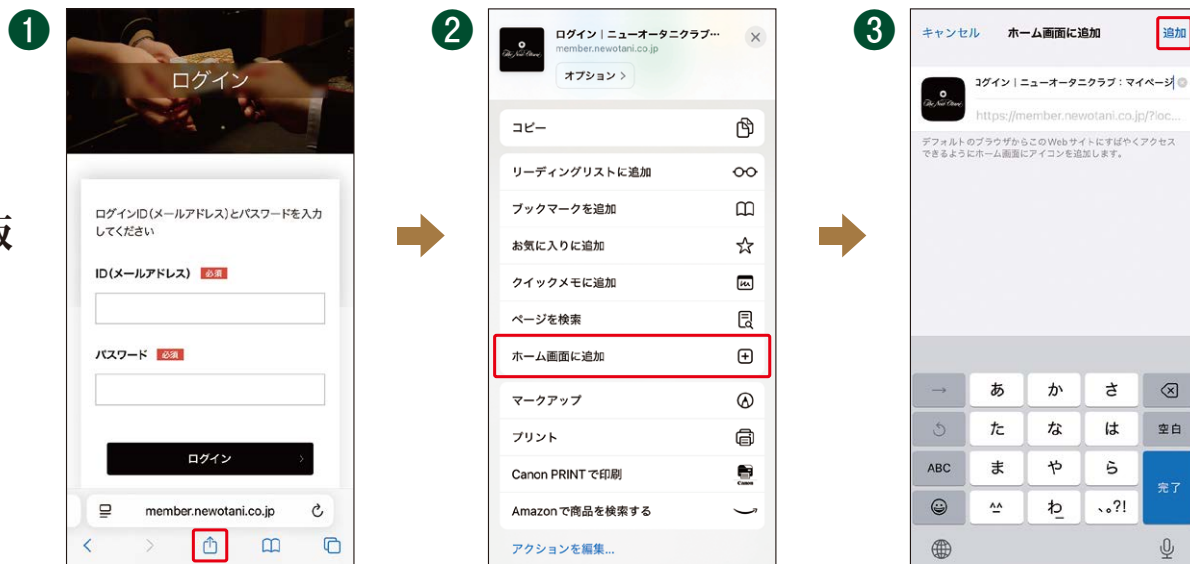 1
ログイン
ログインID(メールアドレス)とパスワードを入力
してください
ID(メールアドレス) 必須
パスワード 必須
ログイン
member.newotani.co.jp
2
The New Otani
ログイン｜ニューオータニクラブ…
member.newotani.co.jp
オプション
コピー
リーディングリストに追加
ブックマークを追加
お気に入りに追加
クイックメモに追加
ページを検索
ホーム画面に追加
マークアップ
プリント
Canon PRINTで印刷
Canon
Amazonで商品を検索する
アクションを編集...
3
キャンセル ホーム画面に追加 追加
The New Otani
ログイン｜ニューオータニクラブ：マイページ
https://member.newotani.co.jp/?loc...
デフォルトのブラウザからこのWebサイトにすばやくアクセス
できるようにホーム画面にアイコンを追加します。
→ あ か さ
た な は 空白
ABC ま や ら 完了
^^ わ 、。?!